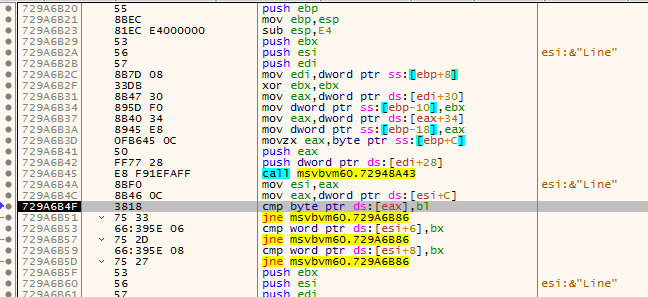 729A6B20 55 push ebp
729A6B21 8BEC mov ebp,esp
729A6B23 81EC E4000000 sub esp,E4
729A6B29 53 push ebx
729A6B2A 56 push esi esi:&"Line"
729A6B2B 57 push edi
729A6B2C 8B7D 08 mov edi,dword ptr ss:[ebp+8]
729A6B2F 33DB xor ebx,ebx
729A6B31 8B47 30 mov eax,dword ptr ds:[edi+30]
729A6B34 895D F0 mov dword ptr ss:[ebp-10],ebx
729A6B37 8B40 34 mov eax,dword ptr ds:[eax+34]
729A6B3A 8945 E8 mov dword ptr ss:[ebp-18],eax
729A6B3D 0FB645 0C movzx eax,byte ptr ss:[ebp+C]
729A6B41 50 push eax
729A6B42 FF77 28 push dword ptr ds:[edi+28]
729A6B45 E8 F91EFAFF call msvbvm60.72948A43
729A6B4A 8BF0 mov esi,eax esi:&"Line"
729A6B4C 8B46 0C mov eax,dword ptr ds:[esi+C]
729A6B4F 3818 cmp byte ptr ds:[eax],bl
729A6B51 75 33 jne msvbvm60.729A6B86
729A6B53 66:395E 06 cmp word ptr ds:[esi+6],bx
729A6B57 75 2D jne msvbvm60.729A6B86
729A6B59 66:395E 08 cmp word ptr ds:[esi+8],bx
729A6B5D 75 27 jne msvbvm60.729A6B86
729A6B5F 53 push ebx
729A6B60 56 push esi esi:&"Line"
729A6B61 57 push edi